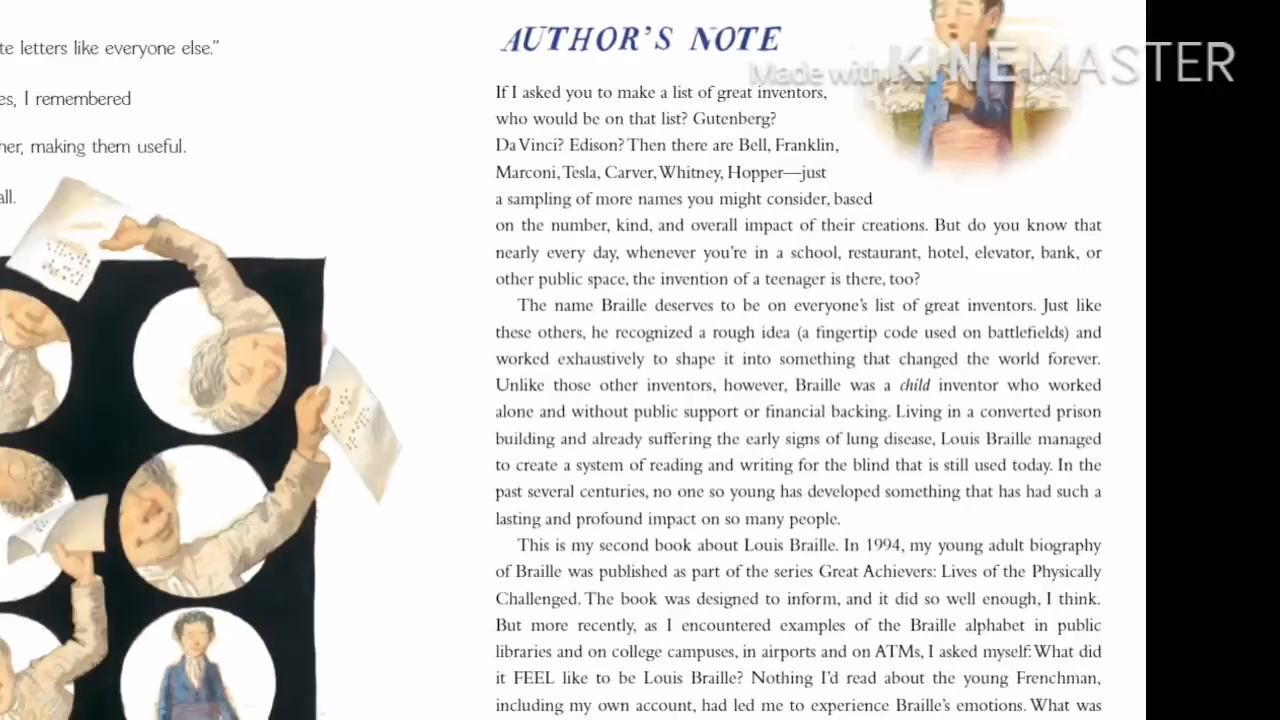 te letters like everyone else.”
es, I remembered
her, making them useful.
all.
AUTHOR’S NOTE
Made with KINEMASTER
If I asked you to make a list of great inventors,
who would be on that list? Gutenberg?
Da Vinci? Edison? Then there are Bell, Franklin,
Marconi, Tesla, Carver, Whitney, Hopper—just
a sampling of more names you might consider, based
on the number, kind, and overall impact of their creations. But do you know that
nearly every day, whenever you’re in a school, restaurant, hotel, elevator, bank, or
other public space, the invention of a teenager is there, too?
The name Braille deserves to be on everyone’s list of great inventors. Just like
these others, he recognized a rough idea (a fingertip code used on battlefields) and
worked exhaustively to shape it into something that changed the world forever.
Unlike those other inventors, however, Braille was a child inventor who worked
alone and without public support or financial backing. Living in a converted prison
building and already suffering the early signs of lung disease, Louis Braille managed
to create a system of reading and writing for the blind that is still used today. In the
past several centuries, no one so young has developed something that has had such a
lasting and profound impact on so many people.
This is my second book about Louis Braille. In 1994, my young adult biography
of Braille was published as part of the series Great Achievers: Lives of the Physically
Challenged. The book was designed to inform, and it did so well enough, I think.
But more recently, as I encountered examples of the Braille alphabet in public
libraries and on college campuses, in airports and on ATMs, I asked myself: What did
it FEEL like to be Louis Braille? Nothing I’d read about the young Frenchman,
including my own account, had led me to experience Braille’s emotions. What was